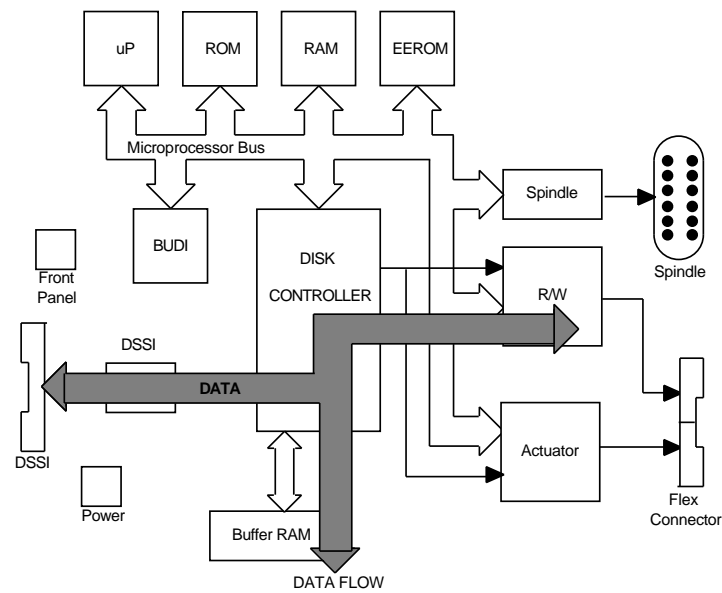 uP
ROM
RAM
EEROM
Microprocessor Bus
Spindle
BUDI
DISK
CONTROLLER
Spindle
Front
Panel
R/W
DSSI
DATA
DSSI
Actuator
Power
Flex
Connector
Buffer RAM
DATA FLOW